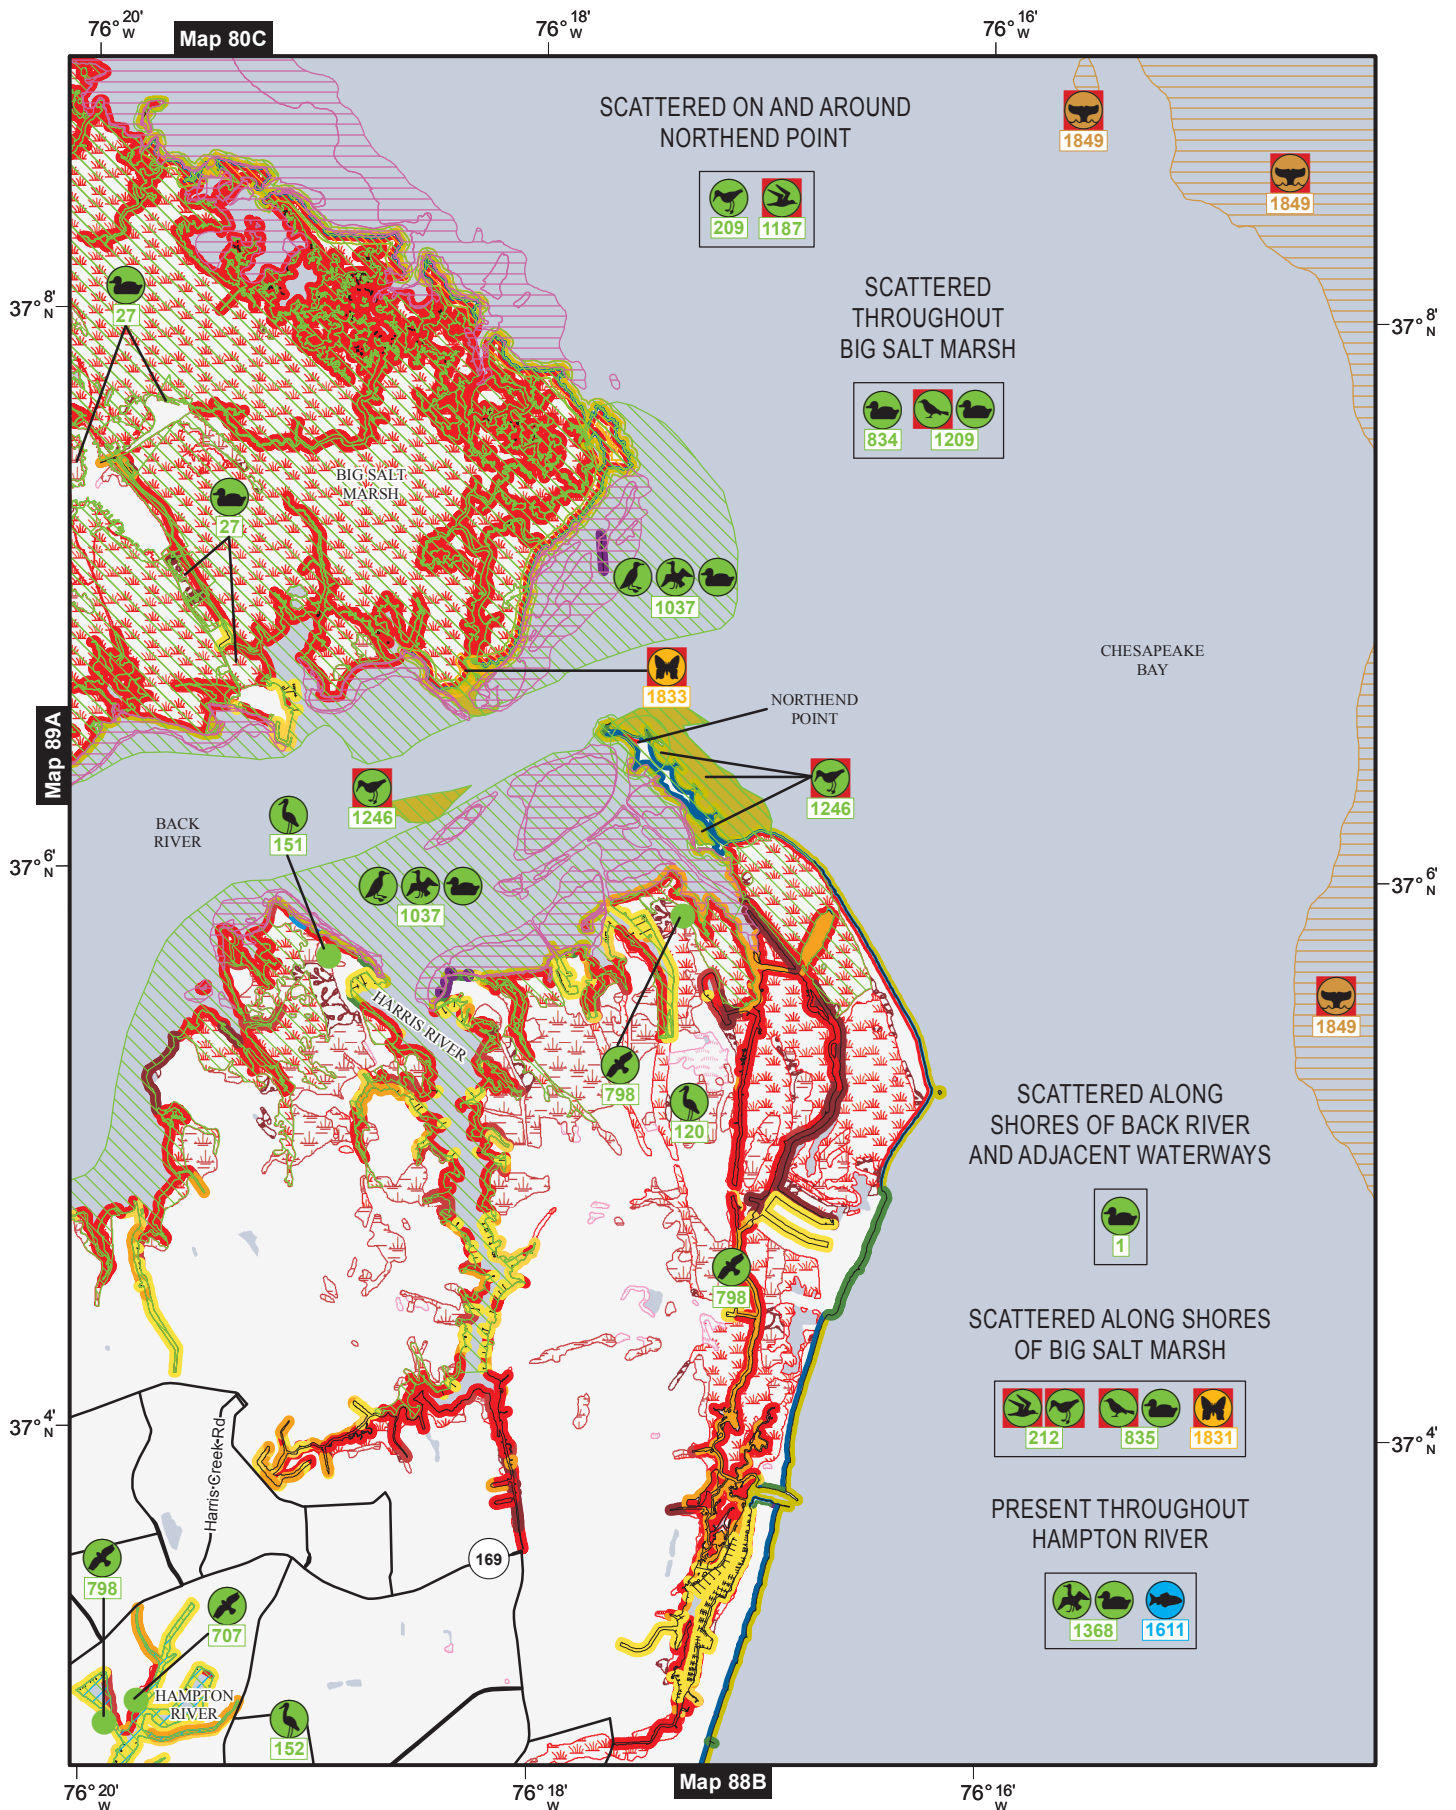 76° 20' W
Map 80C
76° 18' W
76° 16' W
SCATTERED ON AND AROUND
NORTHEND POINT
209
1187
1849
1849
37° 8' N
37° 8' N
27
SCATTERED
THROUGHOUT
BIG SALT MARSH
834
1209
BIG SALT
MARSH
27
1037
1833
CHESAPEAKE
BAY
NORTHEND
POINT
Map 89A
1246
1246
BACK
RIVER
151
37° 6' N
37° 6' N
1037
HARRIS RIVER
1849
798
120
SCATTERED ALONG
SHORES OF BACK RIVER
AND ADJACENT WATERWAYS
1
798
SCATTERED ALONG SHORES
OF BIG SALT MARSH
212
835
1831
37° 4' N
37° 4' N
Harris Creek Rd
PRESENT THROUGHOUT
HAMPTON RIVER
1368
1611
169
798
707
HAMPTON
RIVER
152
76° 20' W
76° 18' W
Map 88B
76° 16' W